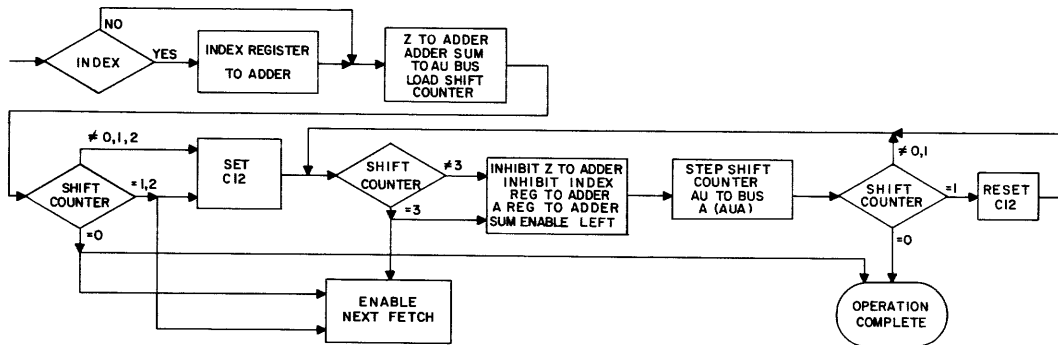 NO
INDEX
YES
INDEX REGISTER
TO ADDER
Z TO ADDER
ADDER SUM
TO AU BUS
LOAD SHIFT
COUNTER
≠ 0,1,2
SHIFT
COUNTER
=1,2
=0
SET
C12
SHIFT
COUNTER
≠3
=3
INHIBIT Z TO ADDER
INHIBIT INDEX
REG TO ADDER
A REG TO ADDER
SUM ENABLE LEFT
STEP SHIFT
COUNTER
AU TO BUS
A (AUA)
≠0,1
SHIFT
COUNTER
=1
=0
RESET
C12
ENABLE
NEXT FETCH
OPERATION
COMPLETE